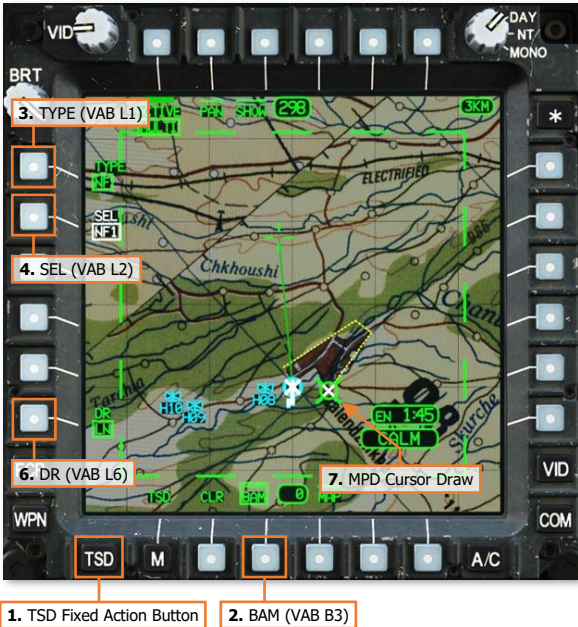 VID
DAY
NT
MONO
BRT
3. TYPE (VAB L1)
PAN
SHOW
298
3KM
MULTI
*
TYPE
NF
ELECTRIFIED
SEL
NF1
4. SEL (VAB L2)
Chkhoushi
H10
H09
H08
DR
LN
EN 1:45
CALM
6. DR (VAB L6)
7. MPD Cursor Draw
VID
TSD
CLR
BAM
0
MAP
WPN
COM
TSD
M
A/C
1. TSD Fixed Action Button
2. BAM (VAB B3)